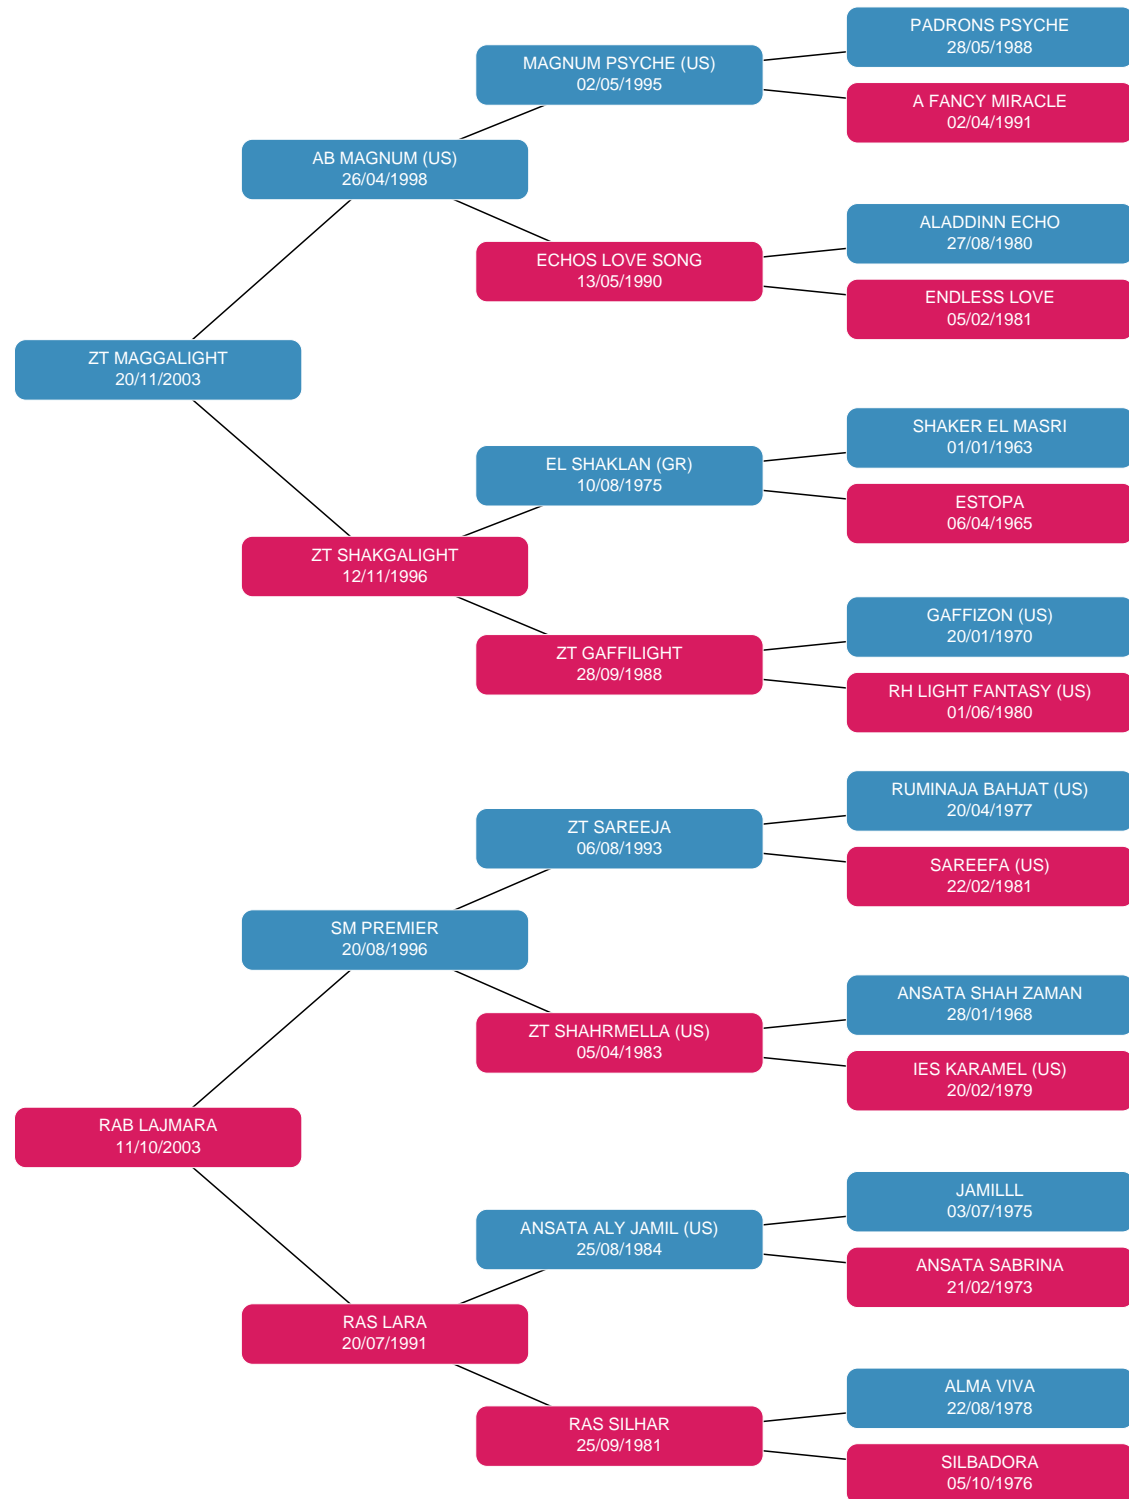 PADRONS PSYCHE
28/05/1988
MAGNUM PSYCHE (US)
02/05/1995
A FANCY MIRACLE
02/04/1991
AB MAGNUM (US)
26/04/1998
ALADDINN ECHO
27/08/1980
ECHOS LOVE SONG
13/05/1990
ENDLESS LOVE
05/02/1981
ZT MAGGALIGHT
20/11/2003
SHAKER EL MASRI
01/01/1963
EL SHAKLAN (GR)
10/08/1975
ESTOPA
06/04/1965
ZT SHAKGALIGHT
12/11/1996
GAFFIZON (US)
20/01/1970
ZT GAFFILIGHT
28/09/1988
RH LIGHT FANTASY (US)
01/06/1980
RUMINAJA BAHJAT (US)
20/04/1977
ZT SAREEJA
06/08/1993
SAREEFA (US)
22/02/1981
SM PREMIER
20/08/1996
ANSATA SHAH ZAMAN
28/01/1968
ZT SHAHRMELLA (US)
05/04/1983
IES KARAMEL (US)
20/02/1979
RAB LAJMARA
11/10/2003
JAMILLL
03/07/1975
ANSATA ALY JAMIL (US)
25/08/1984
ANSATA SABRINA
21/02/1973
RAS LARA
20/07/1991
ALMA VIVA
22/08/1978
RAS SILHAR
25/09/1981
SILBADORA
05/10/1976